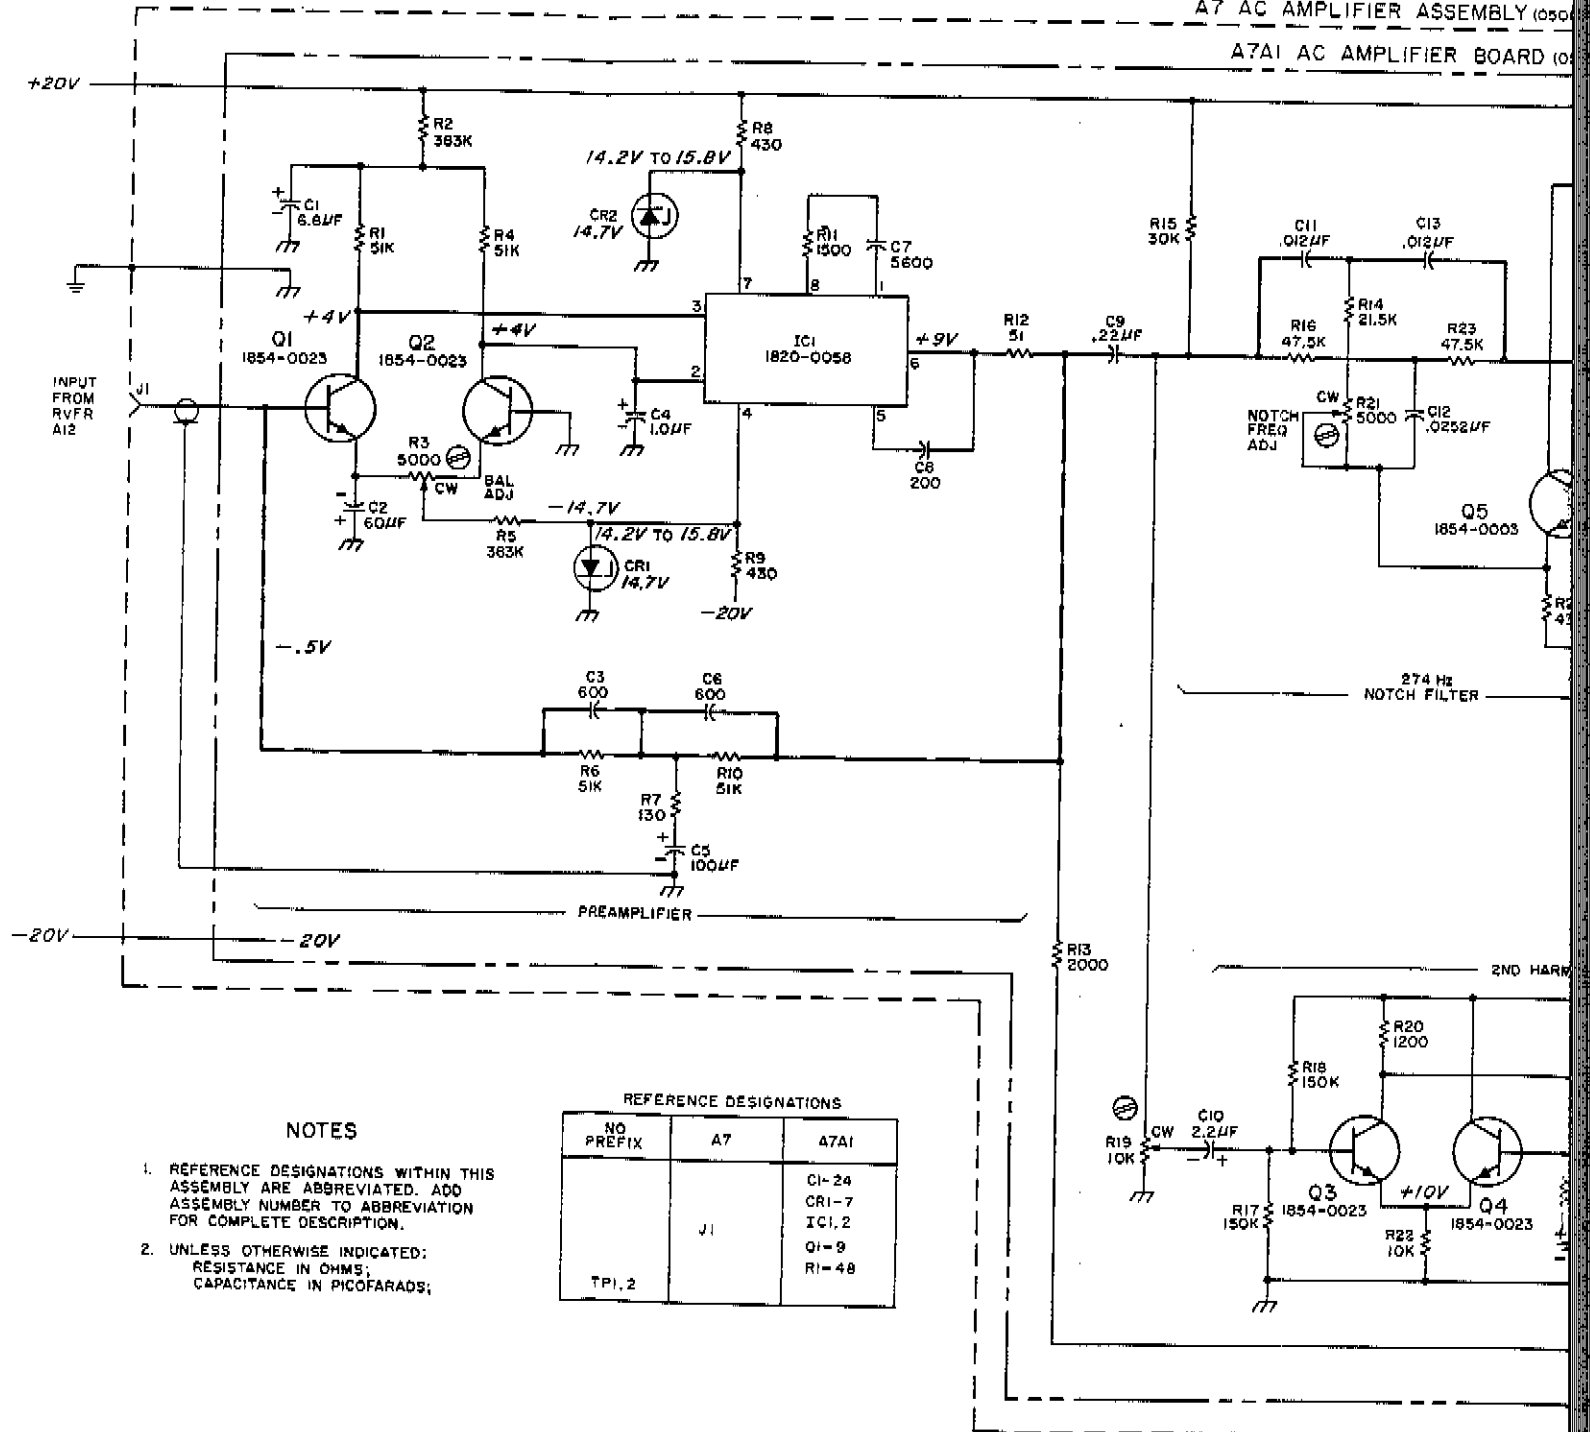 A7 AC AMPLIFIER ASSEMBLY (050
A7A1 AC AMPLIFIER BOARD (05
+20V
R2
383K
R8
430
14.2V TO 15.8V
C1
6.8µF
R1
51K
R4
51K
CR2
14.7V
R11
1500
C7
5600
R15
30K
C11
.012µF
C13
.012µF
R14
21.5K
R16
47.5K
R23
47.5K
7
8
1
3
2
4
5
6
+4V
+4V
Q1
1854-0023
Q2
1854-0023
IC1
1820-0058
+9V
R12
51
C9
.22µF
INPUT
FROM
RVFR
A12
J1
C4
1.0µF
NOTCH
FREQ
ADJ
CW
R21
5000
C12
.0252µF
R3
5000
CW
BAL
ADJ
C8
200
C2
60µF
R5
383K
-14.7V
14.2V TO 15.8V
CR1
14.7V
R9
430
-20V
Q5
1854-0003
-.5V
C3
600
C6
600
R6
51K
R10
51K
R7
130
C5
100µF
274 Hz
NOTCH FILTER
PREAMPLIFIER
-20V
-20V
R13
2000
2ND HARM
R20
1200
R18
150K
R19
10K
CW
C10
2.2µF
R17
150K
Q3
1854-0023
+10V
Q4
1854-0023
R22
10K
NOTES
1. REFERENCE DESIGNATIONS WITHIN THIS
ASSEMBLY ARE ABBREVIATED. ADD
ASSEMBLY NUMBER TO ABBREVIATION
FOR COMPLETE DESCRIPTION.
2. UNLESS OTHERWISE INDICATED:
RESISTANCE IN OHMS;
CAPACITANCE IN PICOFARADS;
REFERENCE DESIGNATIONS
NO PREFIX A7 A7A1
C1-24
CR1-7
IC1,2
J1
Q1-9
R1-48
TP1,2